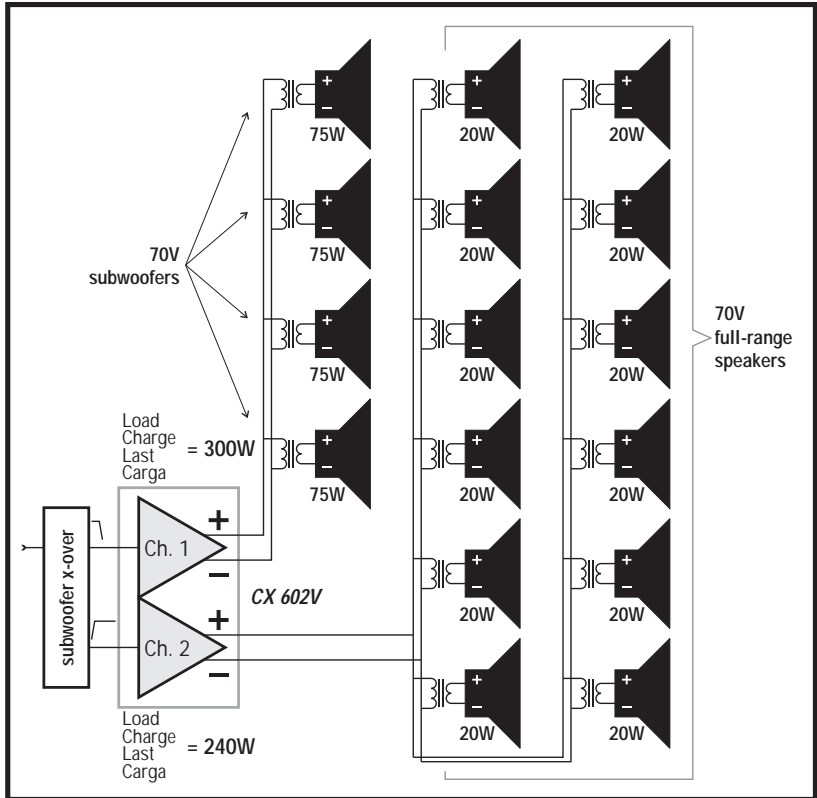 +
−
75W
+
−
20W
+
−
20W
+
−
75W
+
−
20W
+
−
20W
70V
subwoofers
+
−
75W
+
−
20W
+
−
20W
70V
full-range
speakers
Load
Charge
Last
Carga
= 300W
+
−
75W
+
−
20W
+
−
20W
subwoofer x-over
Ch. 1
+
−
CX 602V
Ch. 2
+
−
+
−
20W
+
−
20W
Load
Charge
Last
Carga
= 240W
+
−
20W
+
−
20W